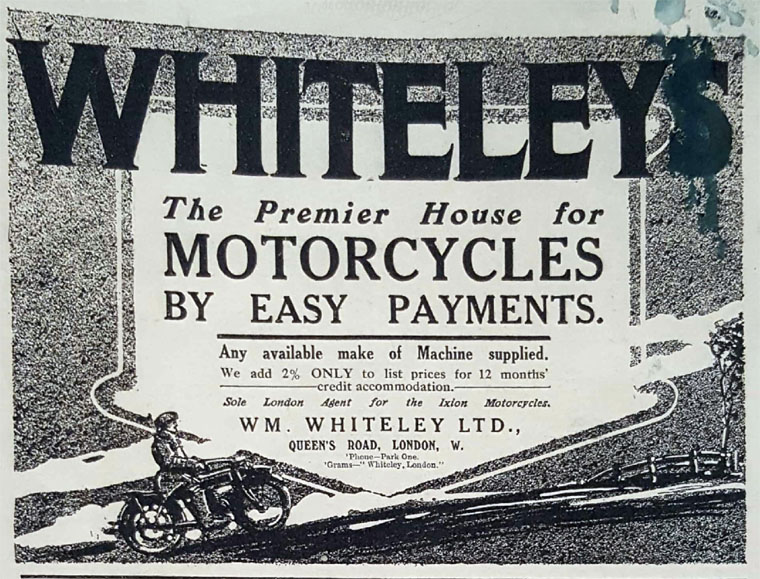 WHITELEYS
The Premier House for
MOTORCYCLES
BY EASY PAYMENTS.
Any available make of Machine supplied.
We add 2% ONLY to list prices for 12 months'
credit accommodation.
Sole London Agent for the Ixion Motorcycles.
WM. WHITELEY LTD.,
QUEEN'S ROAD, LONDON, W.
'Phone—Park One.
'Grams—" Whiteley, London."